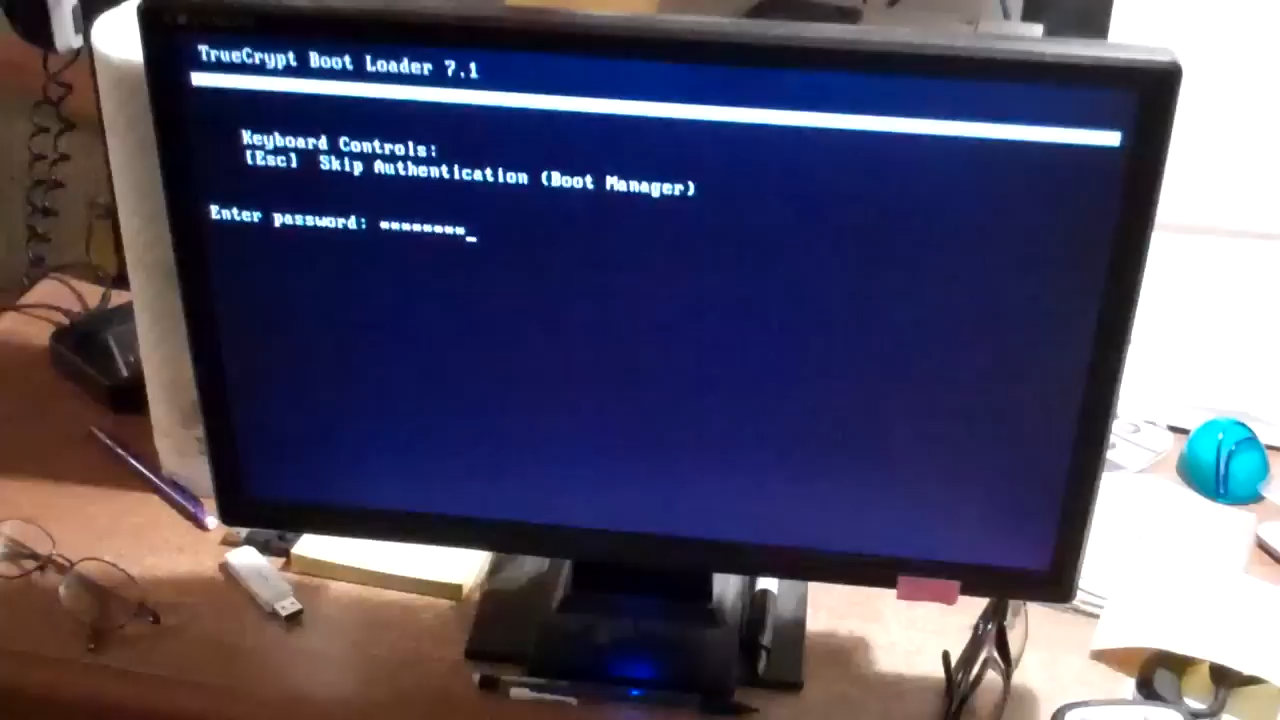 TrueCrypt Boot Loader 7.1
Keyboard Controls:
[Esc] Skip Authentication (Boot Manager)
Enter password: *********_